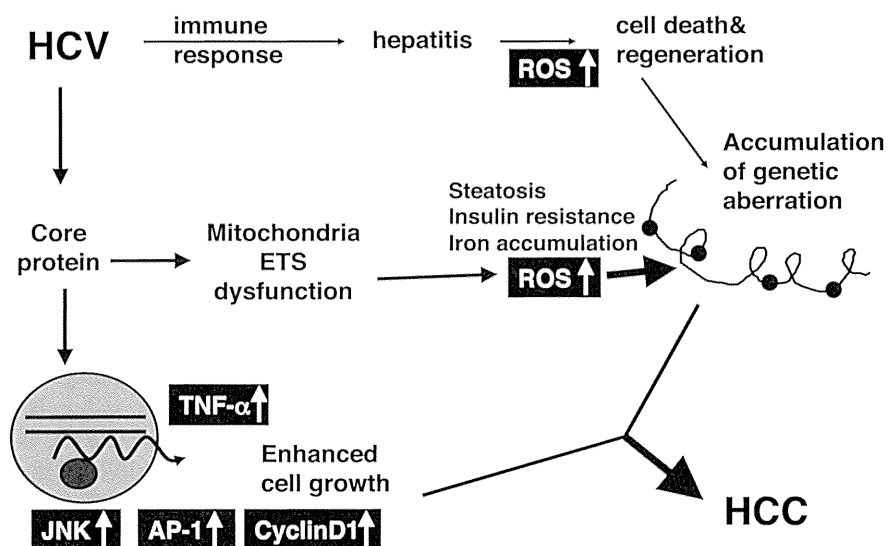 HCV
immune
response
hepatitis
ROS
cell death&
regeneration
Accumulation
of genetic
aberration
Core
protein
Mitochondria
ETS
dysfunction
Steatosis
Insulin resistance
Iron accumulation
ROS
TNF-α
Enhanced
cell growth
JNK
AP-1
CyclinD1
HCC